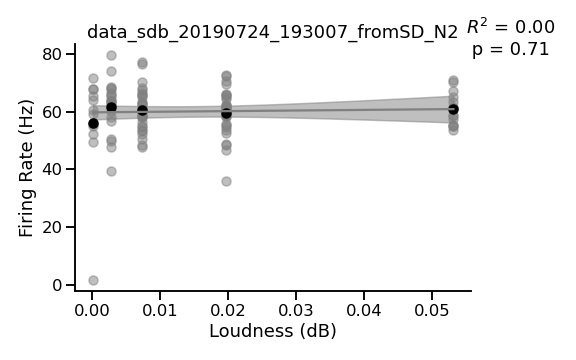 data_sdb_20190724_193007_fromSD_N2
R² = 0.00
p = 0.71
Firing Rate (Hz)
80
60
40
20
0
0.00 0.01 0.02 0.03 0.04 0.05
Loudness (dB)